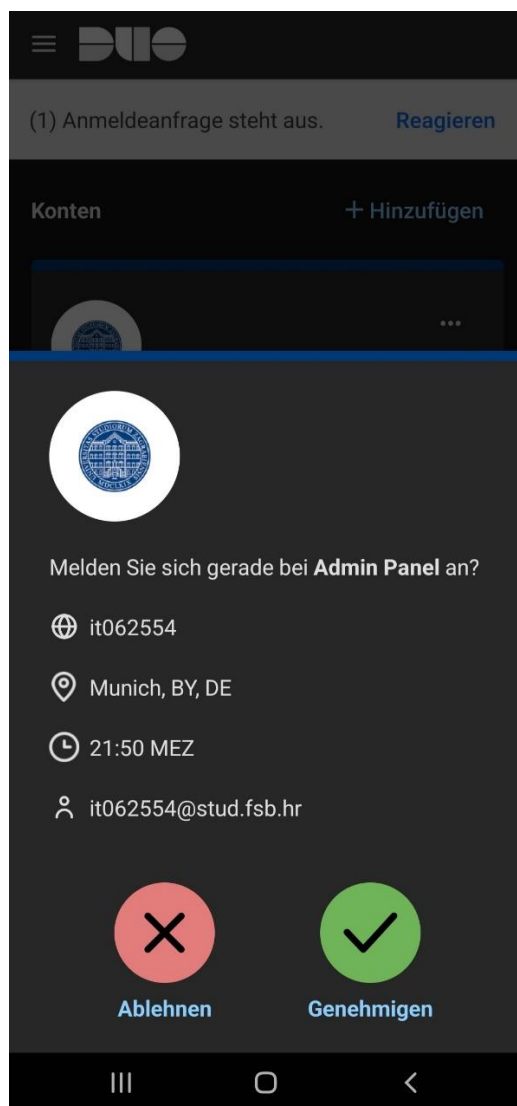 DUO
(1) Anmeldeanfrage steht aus. Reagieren
Konten + Hinzufügen
Melden Sie sich gerade bei Admin Panel an?
it062554
Munich, BY, DE
21:50 MEZ
it062554@stud.fsb.hr
Ablehnen Genehmigen